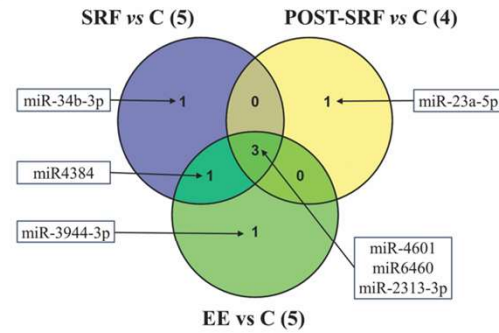 SRF vs C (5)
POST-SRF vs C (4)
miR-34b-3p
1
0
1
miR-23a-5p
3
miR4384
1
0
miR-3944-3p
1
miR-4601
miR6460
miR-2313-3p
EE vs C (5)